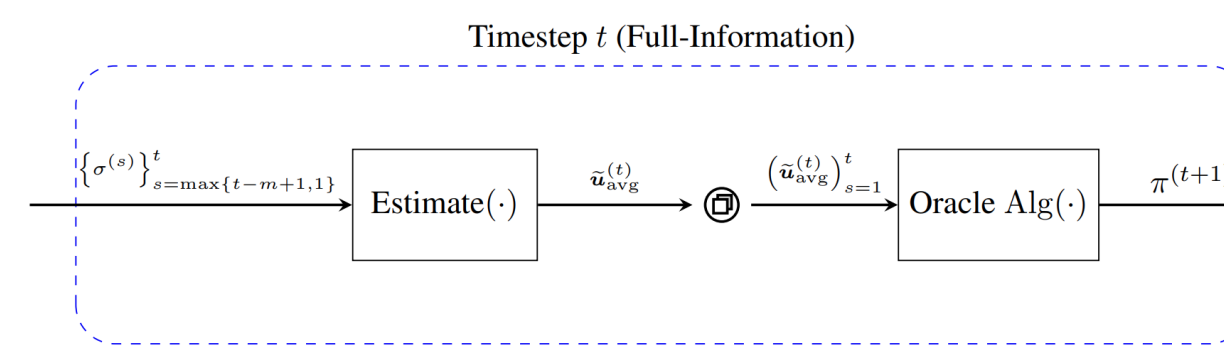 Timestep t (Full-Information)
{σ^(s)}^t_{s=max{t−m+1,1}}
Estimate(·)
ũ^(t)_avg
(ũ^(t)_avg)^t_{s=1}
Oracle Alg(·)
π^(t+1